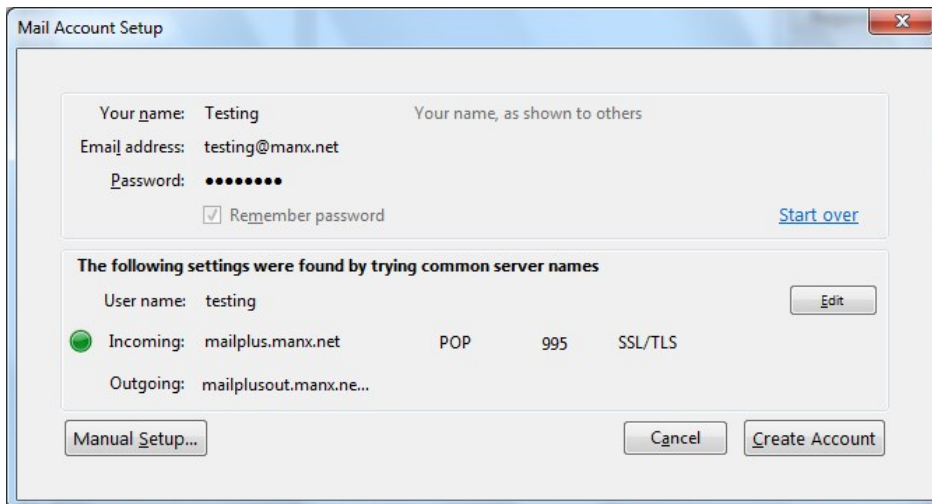 Mail Account Setup
Your name: Testing Your name, as shown to others
Email address: testing@manx.net
Password: ●●●●●●●●
Remember password Start over
The following settings were found by trying common server names
User name: testing Edit
Incoming: mailplus.manx.net POP 995 SSL/TLS
Outgoing: mailplusout.manx.ne...
Manual Setup... Cancel Create Account